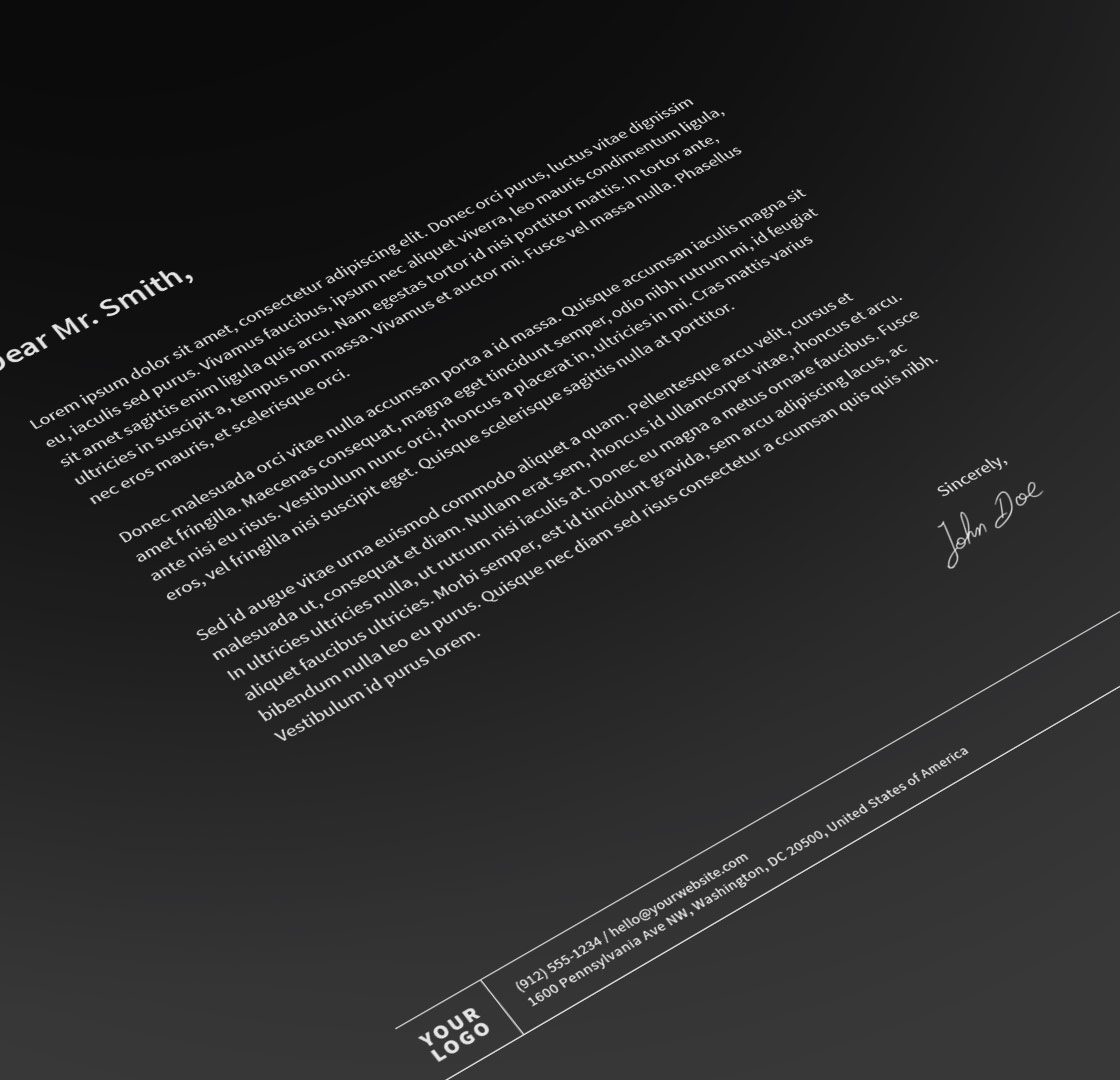 Dear Mr. Smith,
Lorem ipsum dolor sit amet, consectetur adipiscing elit. Donec orci purus, luctus vitae dignissim
eu, iaculis sed purus. Vivamus faucibus, ipsum nec aliquet viverra, leo mauris condimentum ligula,
sit amet sagittis enim ligula quis arcu. Nam egestas tortor id nisi porttitor mattis. In tortor ante,
ultricies in suscipit a, tempus non massa. Vivamus et auctor mi. Fusce vel massa nulla. Phasellus
nec eros mauris, et scelerisque orci.
Donec malesuada orci vitae nulla accumsan porta a id massa. Quisque accumsan iaculis magna sit
amet fringilla. Maecenas consequat, magna eget tincidunt semper, odio nibh rutrum mi, id feugiat
ante nisi eu risus. Vestibulum nunc orci, rhoncus a placerat in, ultricies in mi. Cras mattis varius
eros, vel fringilla nisi suscipit eget. Quisque scelerisque sagittis nulla at porttitor.
Sed id augue vitae urna euismod commodo aliquet a quam. Pellentesque arcu velit, cursus et
malesuada ut, consequat et diam. Nullam erat sem, rhoncus id ullamcorper vitae, rhoncus et arcu.
In ultricies ultricies nulla, ut rutrum nisi iaculis at. Donec eu magna a metus ornare faucibus. Fusce
aliquet faucibus ultricies. Morbi semper, est id tincidunt gravida, sem arcu adipiscing lacus, ac
bibendum nulla leo eu purus. Quisque nec diam sed risus consectetur a ccumsan quis quis nibh.
Vestibulum id purus lorem.
Sincerely,
John Doe
(912) 555-1234 / hello@yourwebsite.com
1600 Pennsylvania Ave NW, Washington, DC 20500, United States of America
YOUR
LOGO